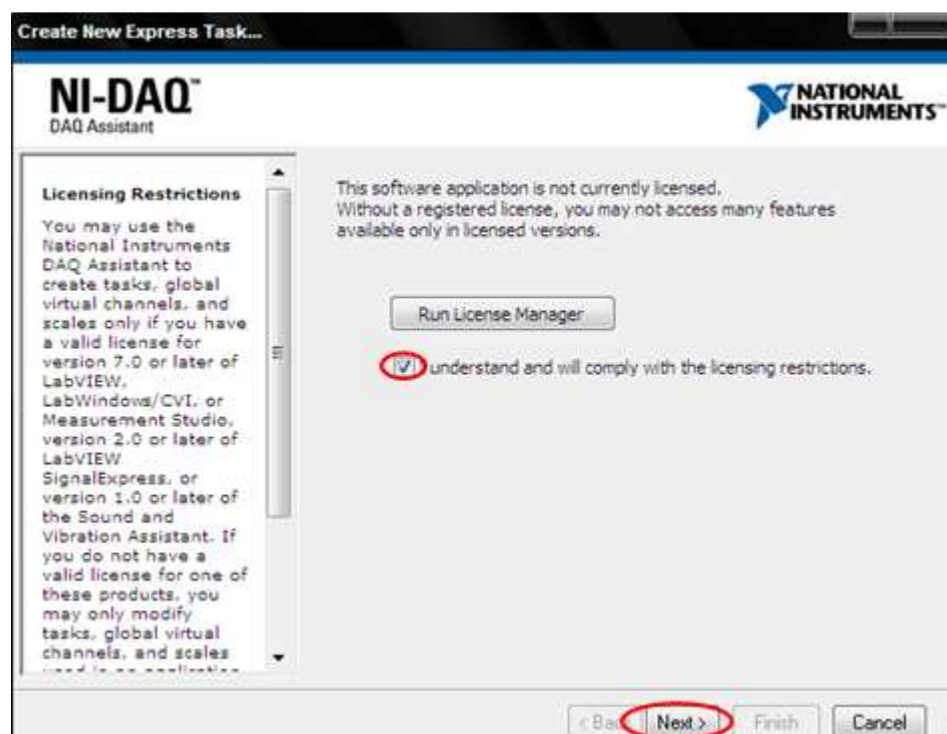 Create New Express Task...
NI-DAQ™
DAQ Assistant
NATIONAL
INSTRUMENTS™
Licensing Restrictions
You may use the
National Instruments
DAQ Assistant to
create tasks, global
virtual channels, and
scales only if you have
a valid license for
version 7.0 or later of
LabVIEW,
LabWindows/CVI, or
Measurement Studio,
version 2.0 or later of
LabVIEW
SignalExpress, or
version 1.0 or later of
the Sound and
Vibration Assistant. If
you do not have a
valid license for one of
these products, you
may only modify
tasks, global virtual
channels, and scales
used in an application
This software application is not currently licensed.
Without a registered license, you may not access many features
available only in licensed versions.
Run License Manager
understand and will comply with the licensing restrictions.
< Bac
Next >
Finish
Cancel